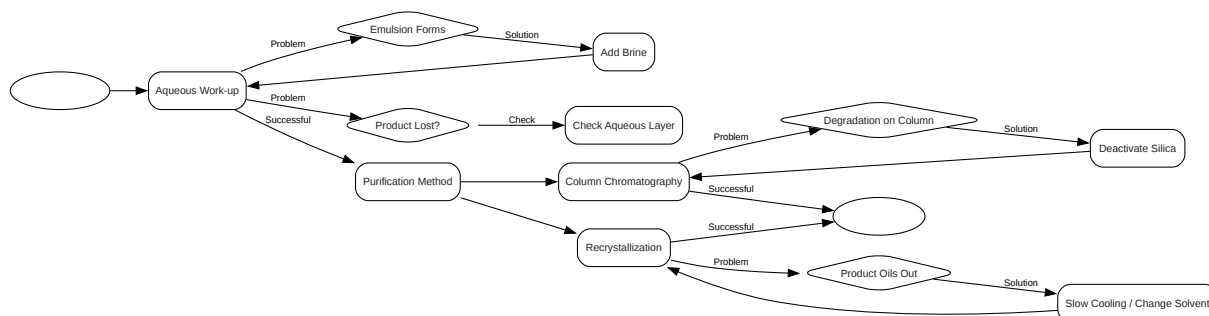 Emulsion Forms
Problem
Solution
Add Brine
Aqueous Work-up
Problem
Successful
Product Lost?
Check
Check Aqueous Layer
Degradation on Column
Problem
Solution
Deactivate Silica
Purification Method
Column Chromatography
Successful
Successful
Recrystallization
Problem
Product Oils Out
Solution
Slow Cooling / Change Solvent